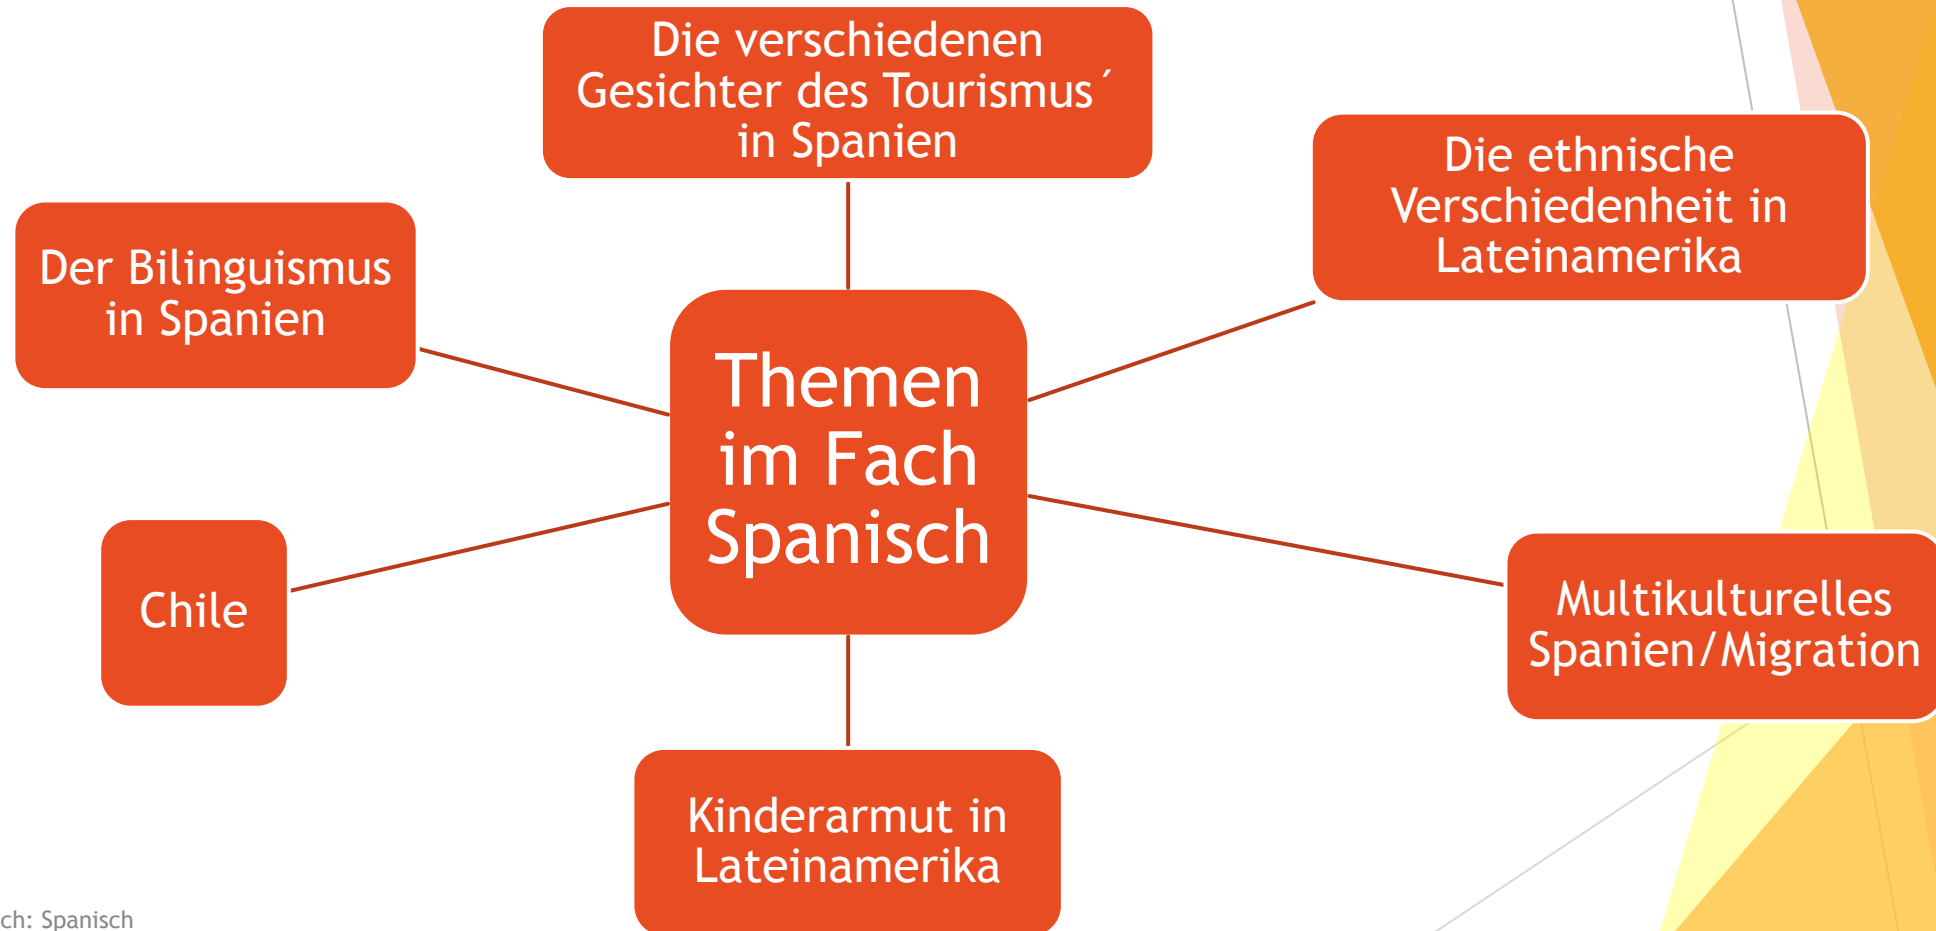 Die verschiedenen
Gesichter des Tourismus´
in Spanien
Die ethnische
Verschiedenheit in
Lateinamerika
Der Bilinguismus
in Spanien
Themen
im Fach
Spanisch
Chile
Multikulturelles
Spanien/Migration
Kinderarmut in
Lateinamerika
ch: Spanisch